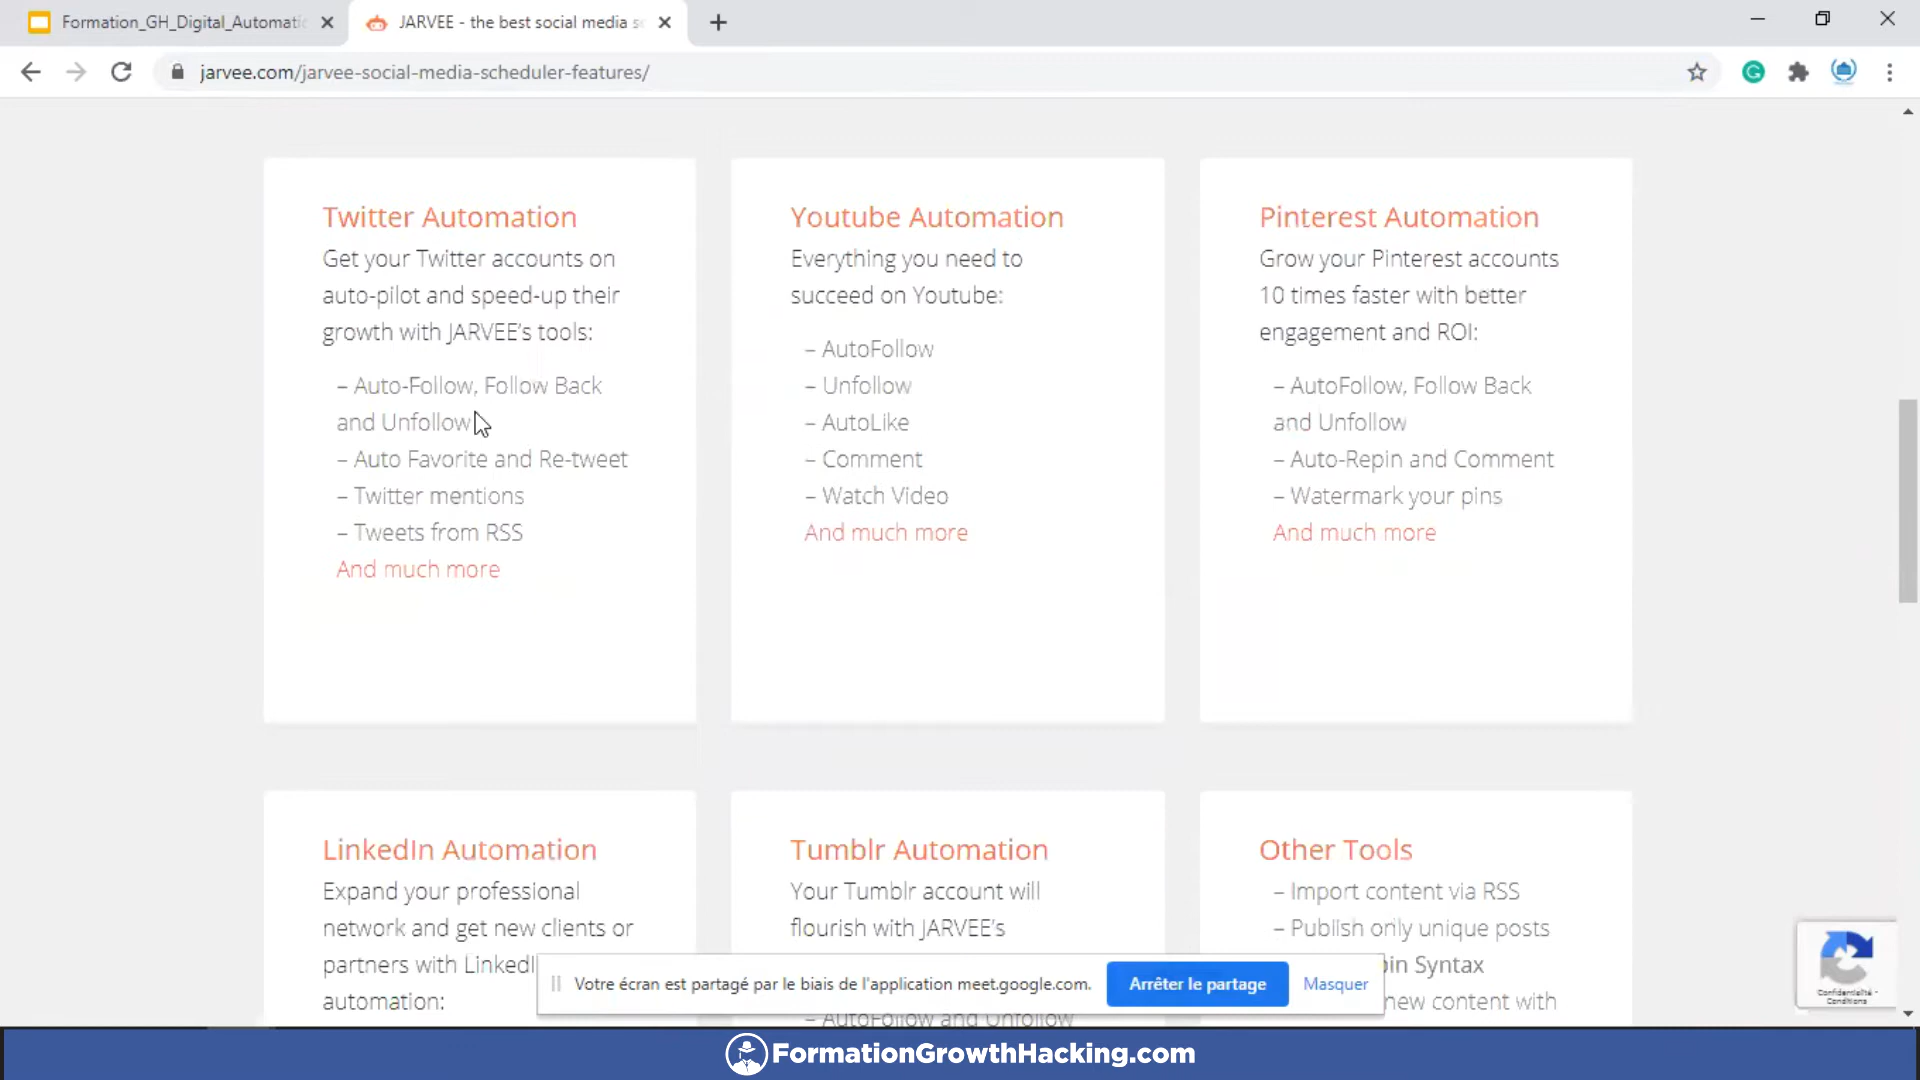 Formation_GH_Digital_Automati
JARVEE - the best social media s
jarvee.com/jarvee-social-media-scheduler-features/
Twitter Automation
Get your Twitter accounts on
auto-pilot and speed-up their
growth with JARVEE's tools:
– Auto-Follow, Follow Back
and Unfollow
– Auto Favorite and Re-tweet
– Twitter mentions
– Tweets from RSS
And much more
Youtube Automation
Everything you need to
succeed on Youtube:
– AutoFollow
– Unfollow
– AutoLike
– Comment
– Watch Video
And much more
Pinterest Automation
Grow your Pinterest accounts
10 times faster with better
engagement and ROI:
– AutoFollow, Follow Back
and Unfollow
– Auto-Repin and Comment
– Watermark your pins
And much more
LinkedIn Automation
Expand your professional
network and get new clients or
partners with LinkedI
automation:
Tumblr Automation
Your Tumblr account will
flourish with JARVEE's
– AutoFollow and Unfollow
Other Tools
– Import content via RSS
– Publish only unique posts
pin Syntax
new content with
Votre écran est partagé par le biais de l'application meet.google.com.
Arrêter le partage
Masquer
Confidentialité -
Conditions
FormationGrowthHacking.com